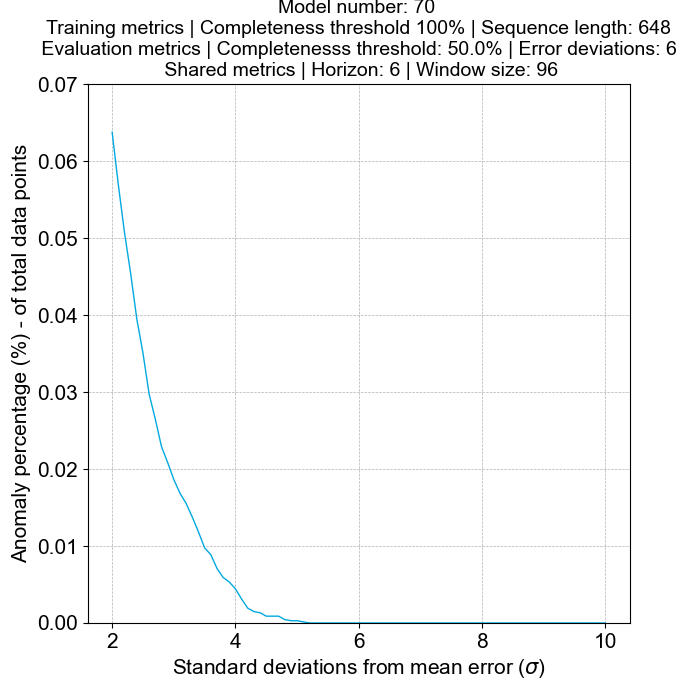 Model number: 70
Training metrics | Completeness threshold 100% | Sequence length: 648
Evaluation metrics | Completenesss threshold: 50.0% | Error deviations: 6
Shared metrics | Horizon: 6 | Window size: 96
0.07
0.06
0.05
0.04
0.03
0.02
0.01
0.00
Anomaly percentage (%) - of total data points
2 4 6 8 10
Standard deviations from mean error (σ)